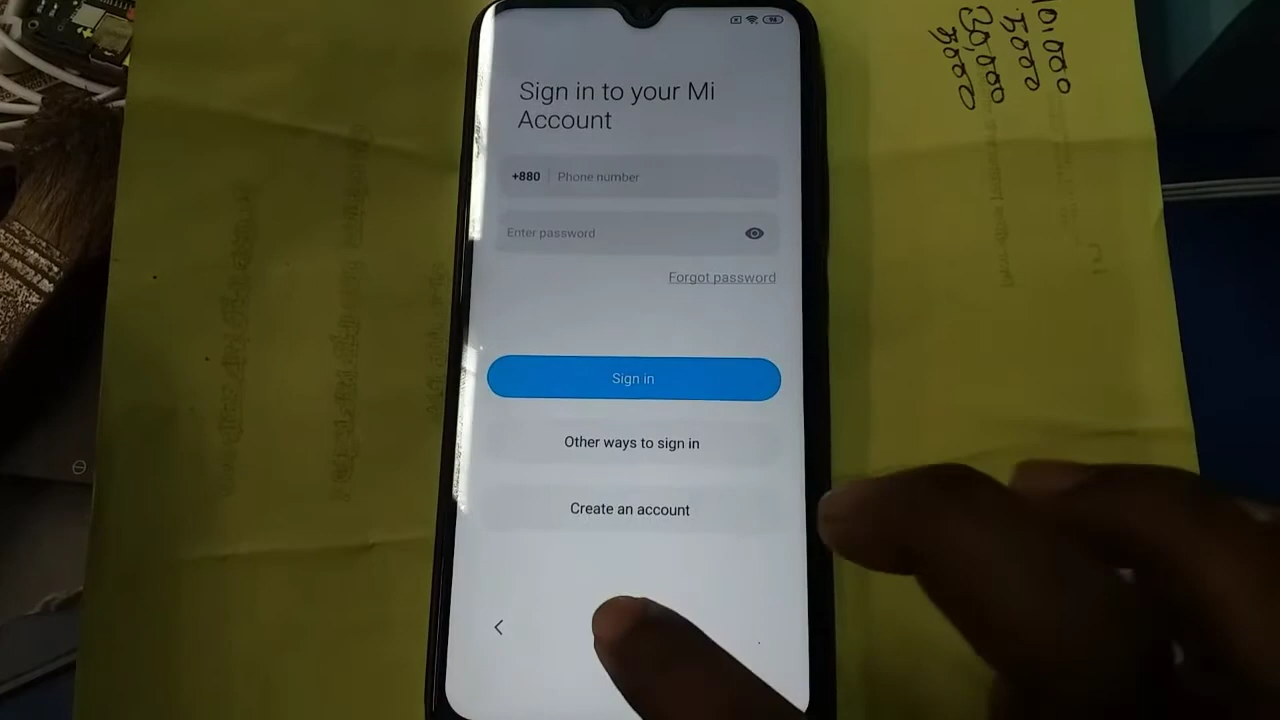 Sign in to your Mi
Account
+880 Phone number
Enter password
Forgot password
Sign in
Other ways to sign in
Create an account
10,000
5000
30,000
5000